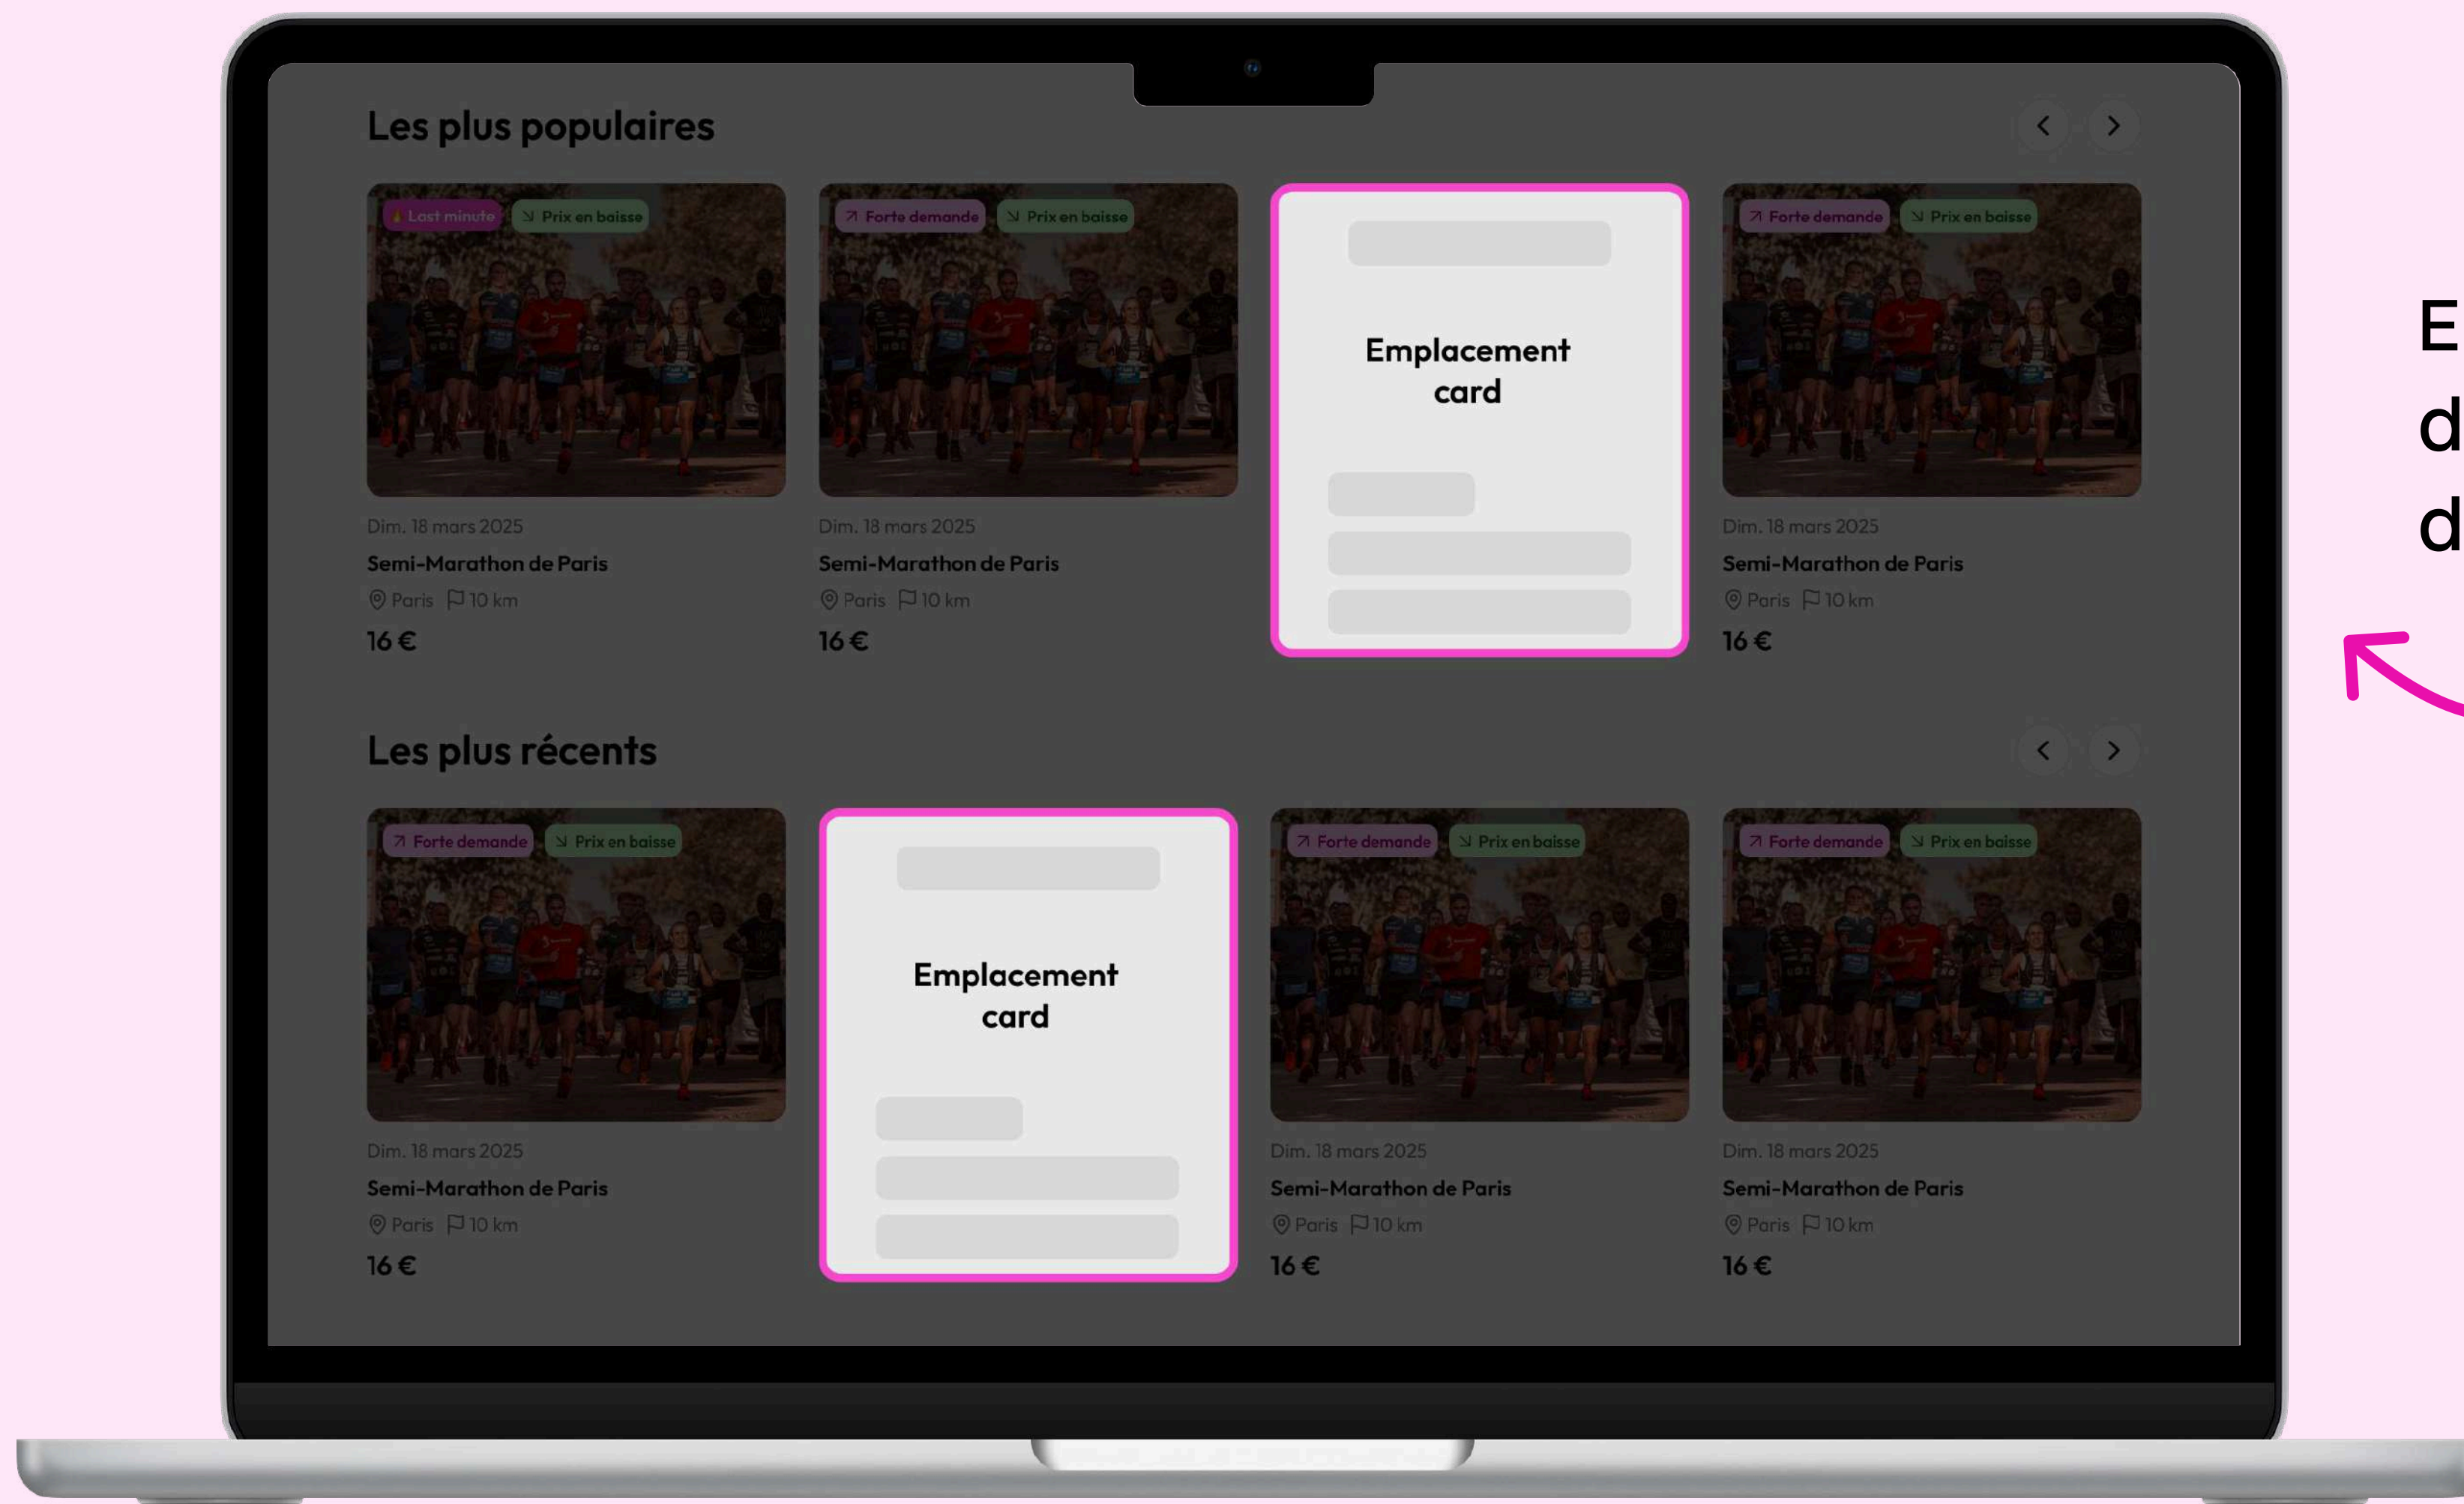 Les plus populaires
Last minute Prix en baisse
Forte demande Prix en baisse
Forte demande Prix en baisse
Emplacement
card
Dim. 18 mars 2025
Semi-Marathon de Paris
Paris 10 km
16 €
Dim. 18 mars 2025
Semi-Marathon de Paris
Paris 10 km
16 €
Dim. 18 mars 2025
Semi-Marathon de Paris
Paris 10 km
16 €
E
d
d
Les plus récents
Forte demande Prix en baisse
Forte demande Prix en baisse
Forte demande Prix en baisse
Emplacement
card
Dim. 18 mars 2025
Semi-Marathon de Paris
Paris 10 km
16 €
Dim. 18 mars 2025
Semi-Marathon de Paris
Paris 10 km
16 €
Dim. 18 mars 2025
Semi-Marathon de Paris
Paris 10 km
16 €